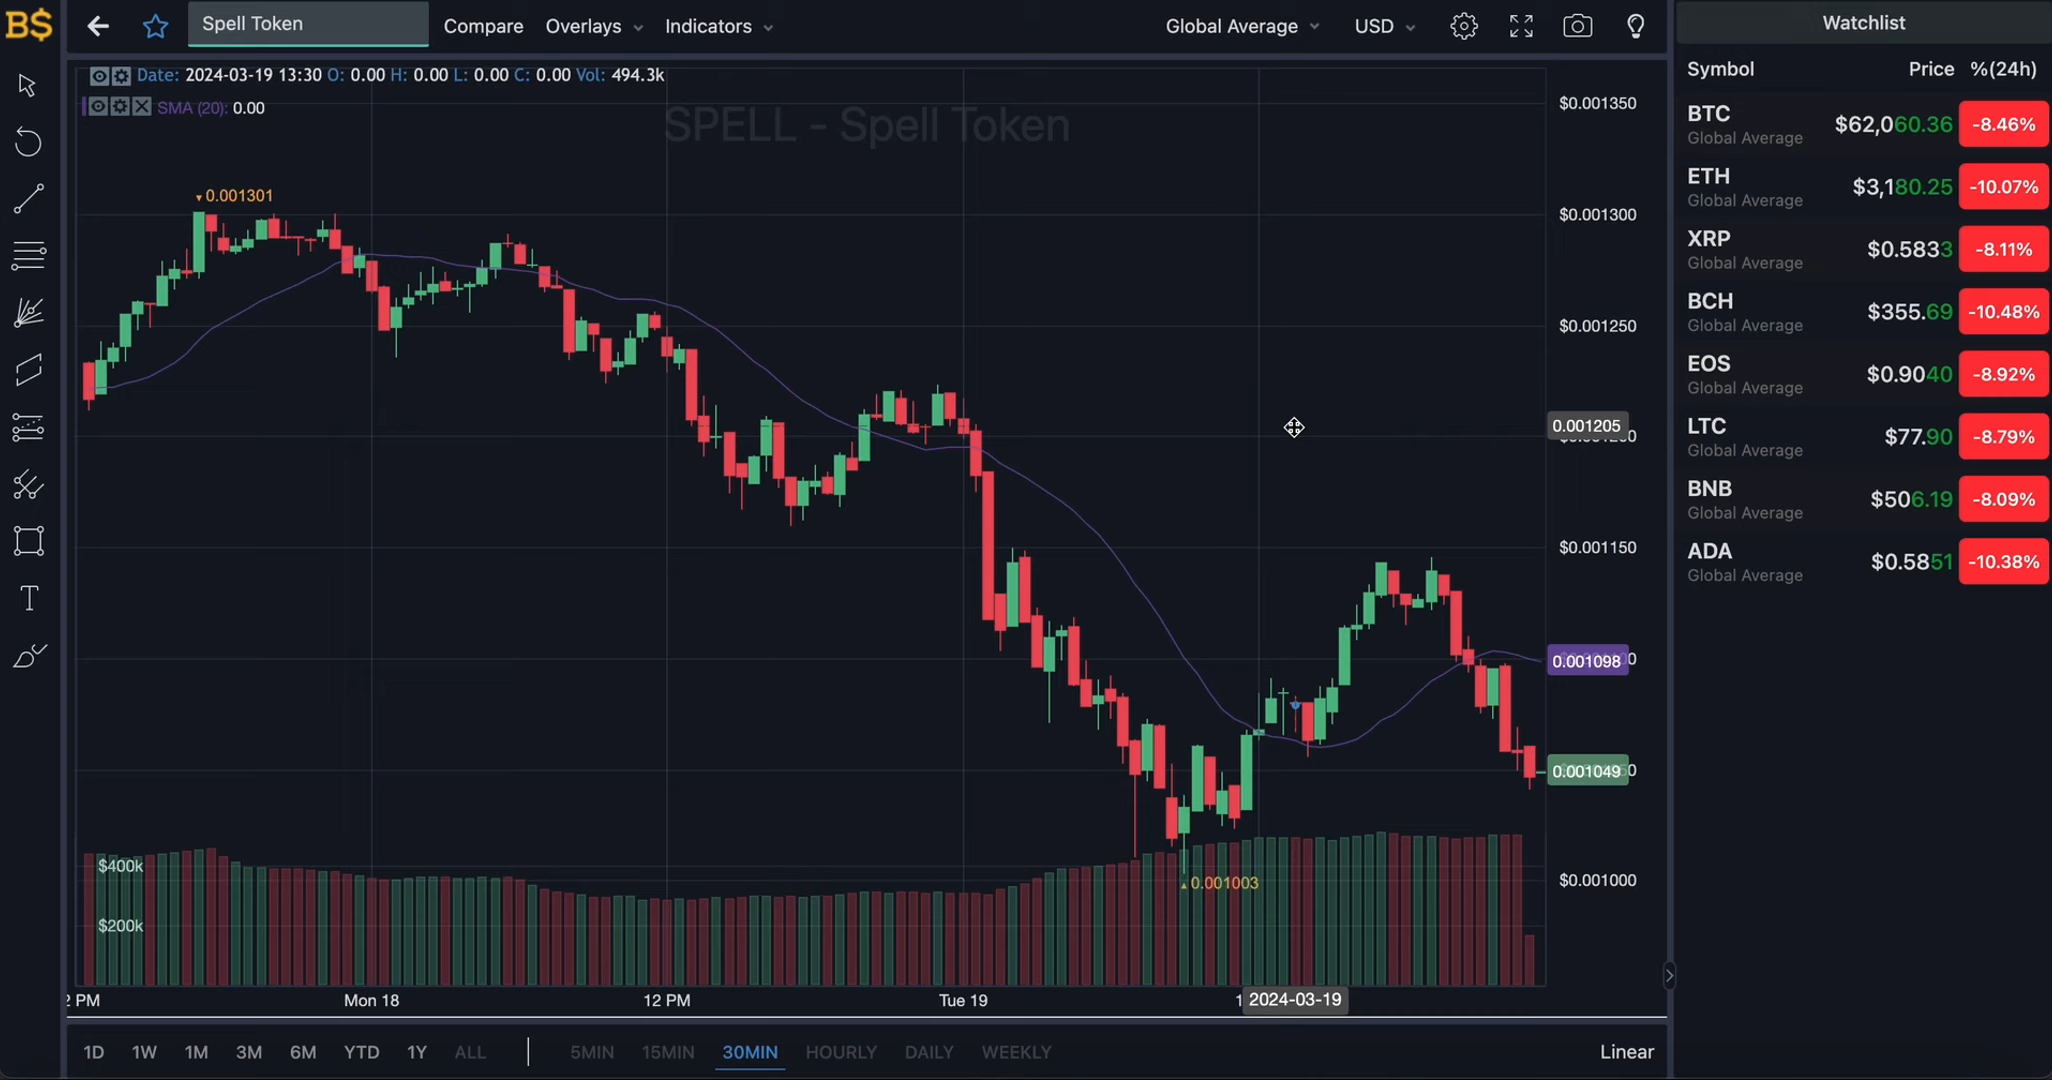 B$
Spell Token
Compare
Overlays
Indicators
Global Average
USD
Date: 2024-03-19 13:30 O: 0.00 H: 0.00 L: 0.00 C: 0.00 Vol: 494.3k
SMA (20): 0.00
SPELL - Spell Token
0.001301
0.001003
$0.001350
$0.001300
$0.001250
0.001205
$0.001150
0.001098
0.001049
$0.001000
$400k
$200k
2 PM
Mon 18
12 PM
Tue 19
2024-03-19
1D 1W 1M 3M 6M YTD 1Y ALL
5MIN 15MIN 30MIN HOURLY DAILY WEEKLY
Linear
Watchlist
Symbol Price %(24h)
BTC $62,060.36 -8.46%
Global Average
ETH $3,180.25 -10.07%
Global Average
XRP $0.5833 -8.11%
Global Average
BCH $355.69 -10.48%
Global Average
EOS $0.9040 -8.92%
Global Average
LTC $77.90 -8.79%
Global Average
BNB $506.19 -8.09%
Global Average
ADA $0.5851 -10.38%
Global Average